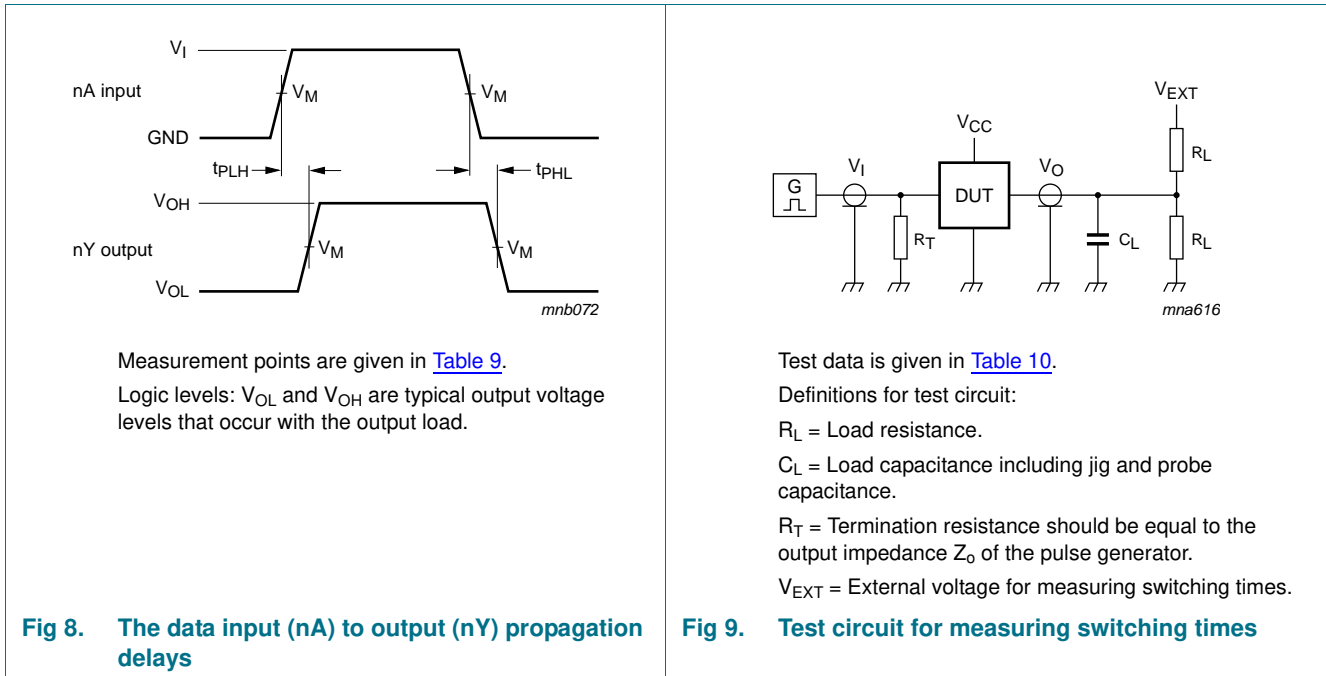 V_I
nA input
V_M
V_M
GND
t_PLH
t_PHL
V_OH
nY output
V_M
V_M
V_OL
mnb072
Measurement points are given in Table 9.
Logic levels: V_OL and V_OH are typical output voltage
levels that occur with the output load.
Fig 8. The data input (nA) to output (nY) propagation
delays
V_EXT
V_CC
R_L
V_I
V_O
G
DUT
R_T
C_L
R_L
mna616
Test data is given in Table 10.
Definitions for test circuit:
R_L = Load resistance.
C_L = Load capacitance including jig and probe
capacitance.
R_T = Termination resistance should be equal to the
output impedance Z_o of the pulse generator.
V_EXT = External voltage for measuring switching times.
Fig 9. Test circuit for measuring switching times